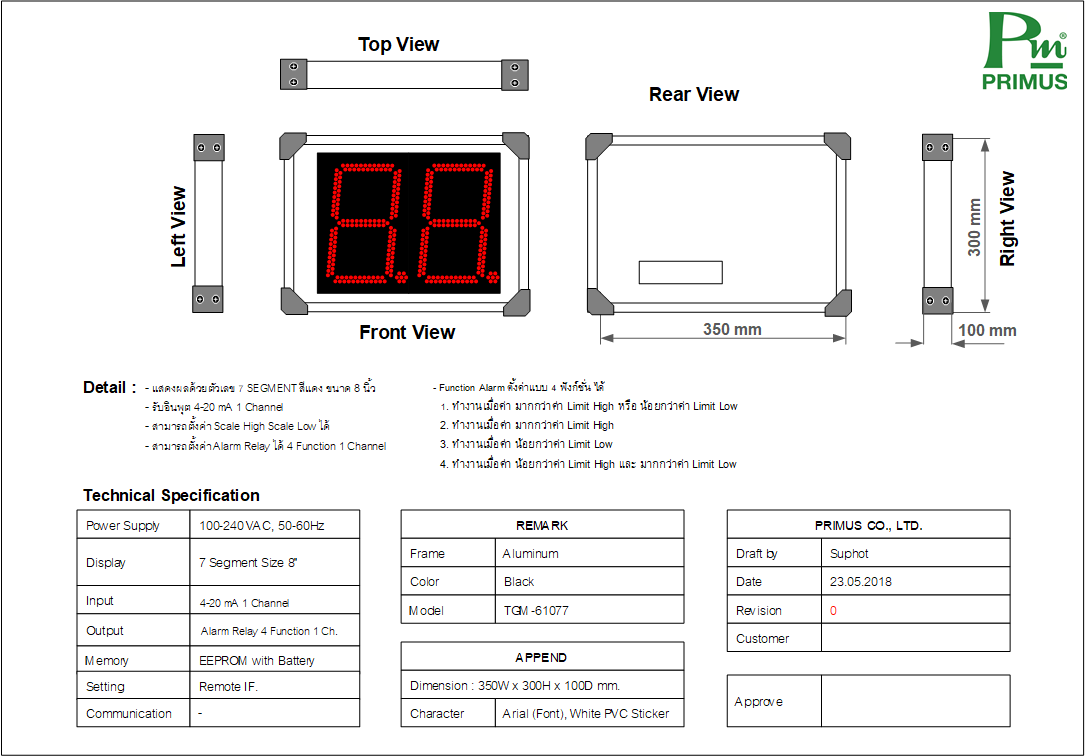 Pm®
PRIMUS
Top View
Rear View
Left View
Front View
350 mm
300 mm
Right View
100 mm
Detail :
- แสดงผลด้วยตัวเลข 7 SEGMENT สีแดง ขนาด 8 นิ้ว
- รับอินพุต 4-20 mA 1 Channel
- สามารถตั้งค่า Scale High Scale Low ได้
- สามารถตั้งค่า Alarm Relay ได้ 4 Function 1 Channel
- Function Alarm ตั้งค่าแบบ 4 ฟังก์ชั่น ได้
1. ทำงานเมื่อค่า มากกว่าค่า Limit High หรือ น้อยกว่าค่า Limit Low
2. ทำงานเมื่อค่า มากกว่าค่า Limit High
3. ทำงานเมื่อค่า น้อยกว่าค่า Limit Low
4. ทำงานเมื่อค่า น้อยกว่าค่า Limit High และ มากกว่าค่า Limit Low
Technical Specification
Power Supply 100-240 VAC, 50-60Hz
Display 7 Segment Size 8"
Input 4-20 mA 1 Channel
Output Alarm Relay 4 Function 1 Ch.
Memory EEPROM with Battery
Setting Remote IF.
Communication -
REMARK
Frame Aluminum
Color Black
Model TGM-61077
APPEND
Dimension : 350W x 300H x 100D mm.
Character Arial (Font), White PVC Sticker
PRIMUS CO., LTD.
Draft by Suphot
Date 23.05.2018
Revision 0
Customer
Approve
8.8.